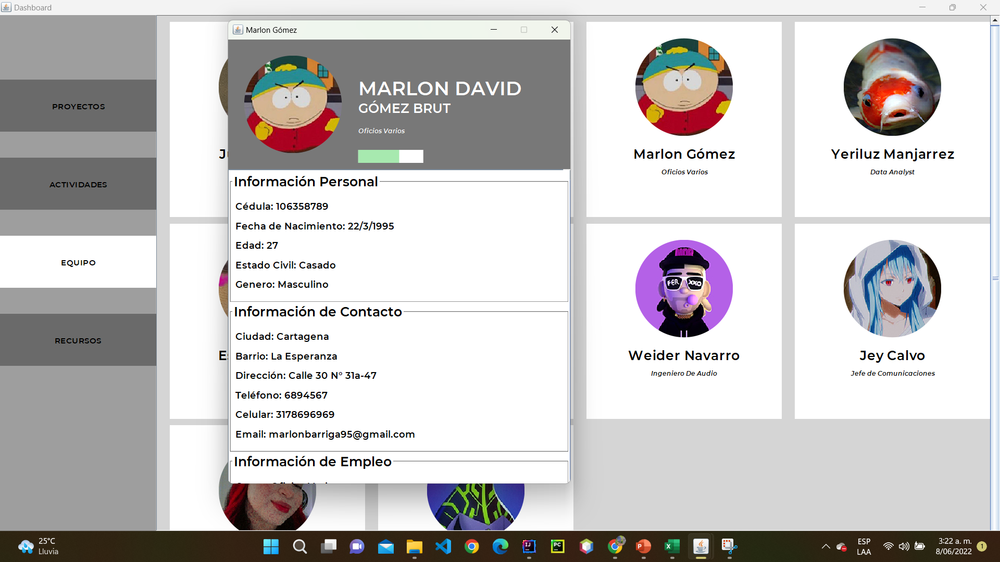 Dashboard
PROYECTOS
ACTIVIDADES
EQUIPO
RECURSOS
Marlon Gómez
MARLON DAVID
GÓMEZ BRUT
Oficios Varios
Información Personal
Cédula: 106358789
Fecha de Nacimiento: 22/3/1995
Edad: 27
Estado Civil: Casado
Genero: Masculino
Información de Contacto
Ciudad: Cartagena
Barrio: La Esperanza
Dirección: Calle 30 N° 31a-47
Teléfono: 6894567
Celular: 3178696969
Email: marlonbarriga95@gmail.com
Información de Empleo
Marlon Gómez
Oficios Varios
Yeriluz Manjarrez
Data Analyst
FER
Weider Navarro
Ingeniero De Audio
Jey Calvo
Jefe de Comunicaciones
25°C
Lluvia
IJ
PC
P
X
ESP
LAA
3:22 a. m.
8/06/2022
1